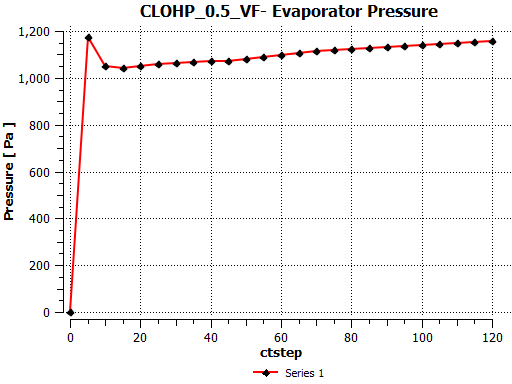 CLOHP_0.5_VF- Evaporator Pressure
1,200
1,000
800
600
400
200
0
Pressure [ Pa ]
0 20 40 60 80 100 120
ctstep
Series 1